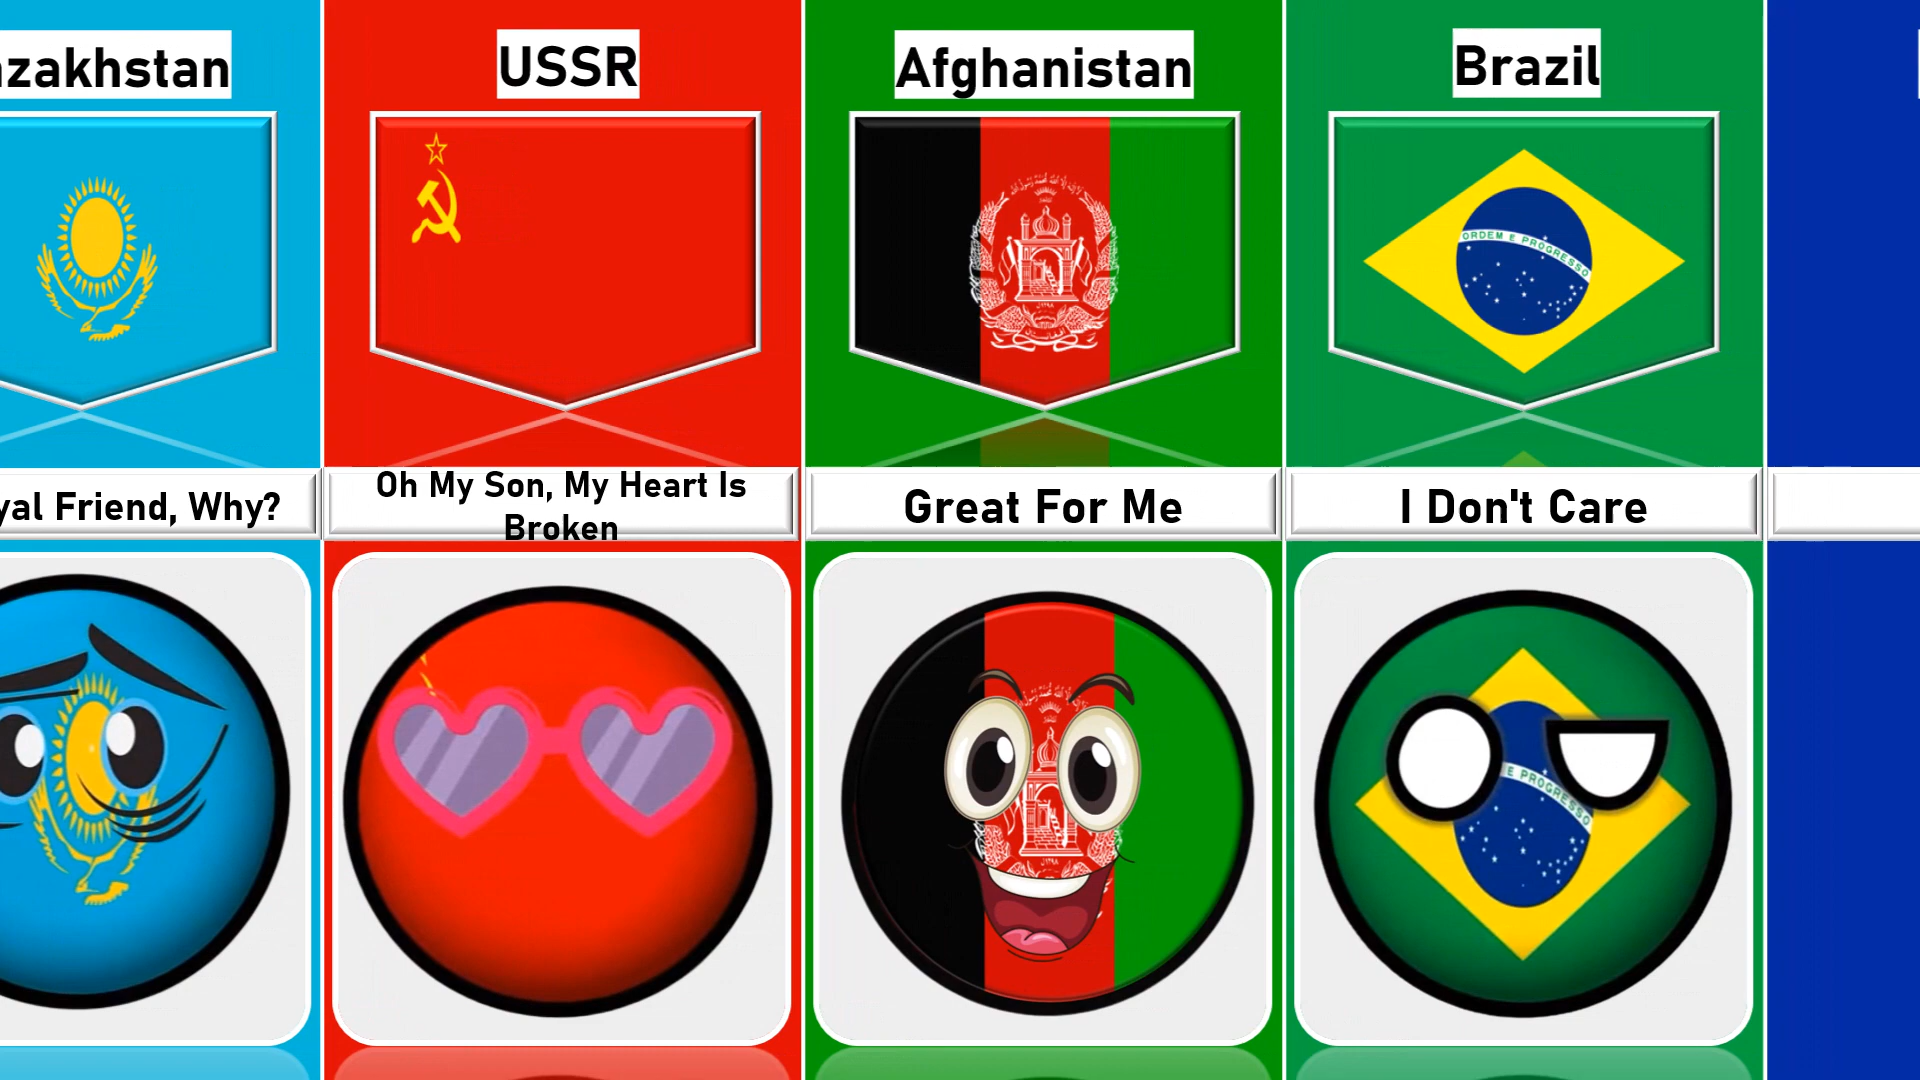 azakhstan
USSR
Afghanistan
Brazil
ORDEM E PROGRESSO
yal Friend, Why?
Oh My Son, My Heart Is
Broken
Great For Me
I Don't Care
E PROGRESSO